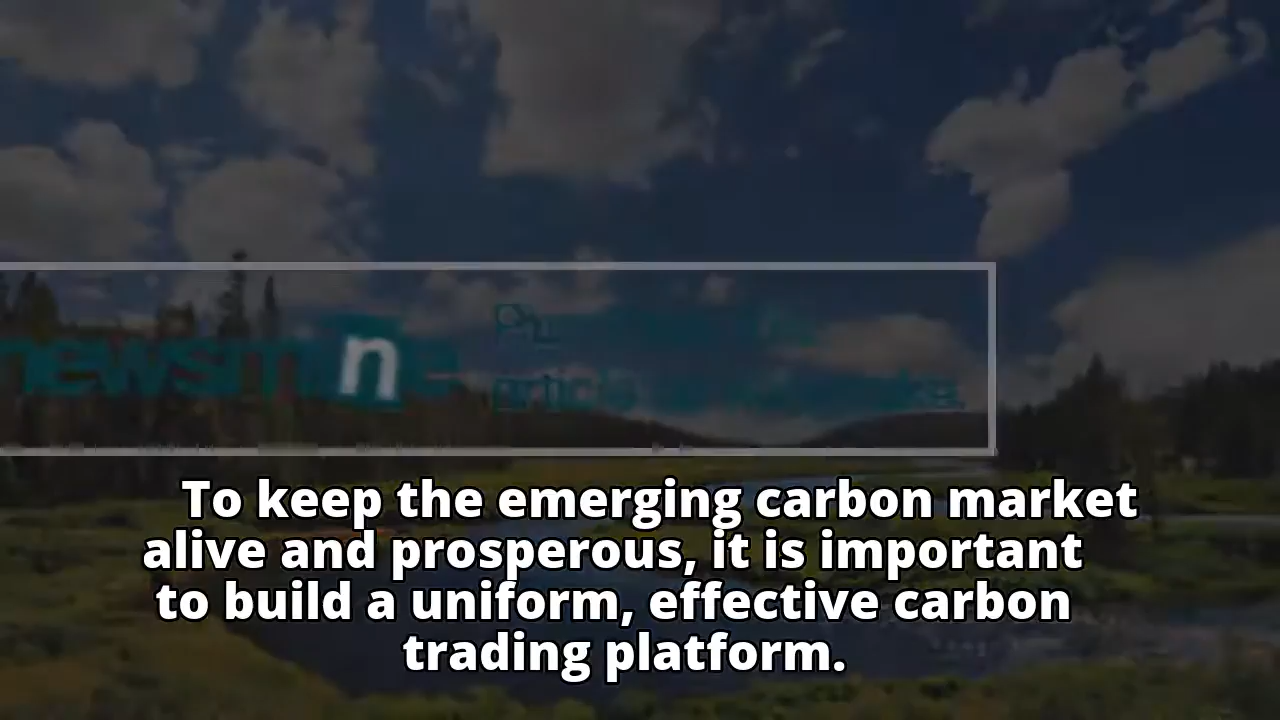 newsmine
To keep the emerging carbon market
alive and prosperous, it is important
to build a uniform, effective carbon
trading platform.